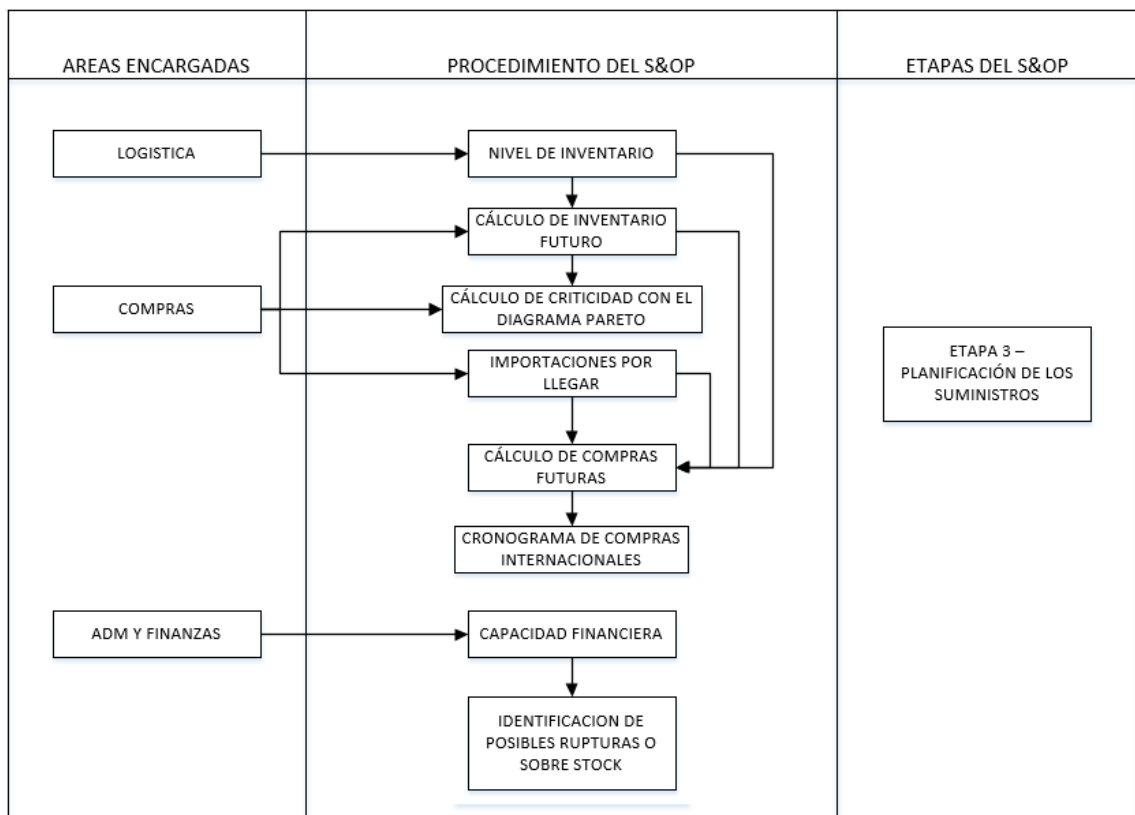 AREAS ENCARGADAS
PROCEDIMIENTO DEL S&OP
ETAPAS DEL S&OP
LOGISTICA
NIVEL DE INVENTARIO
CÁLCULO DE INVENTARIO
FUTURO
COMPRAS
CÁLCULO DE CRITICIDAD CON EL
DIAGRAMA PARETO
IMPORTACIONES POR
LLEGAR
ETAPA 3 –
PLANIFICACIÓN DE LOS
SUMINISTROS
CÁLCULO DE COMPRAS
FUTURAS
CRONOGRAMA DE COMPRAS
INTERNACIONALES
ADM Y FINANZAS
CAPACIDAD FINANCIERA
IDENTIFICACION DE
POSIBLES RUPTURAS O
SOBRE STOCK